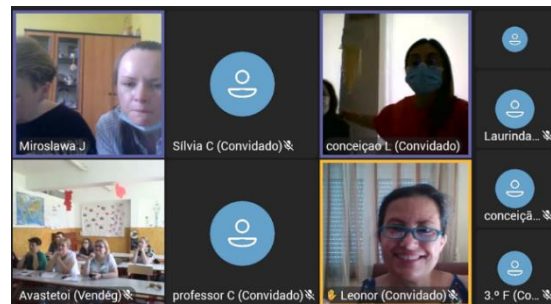 Miroslawa J
Sílvia C (Convidado)
conceiçao L (Convidado)
Laurinda...
Avastetoi (Vendég)
professor C (Convidado)
Leonor (Convidado)
conceiçã...
3.º F (Co...